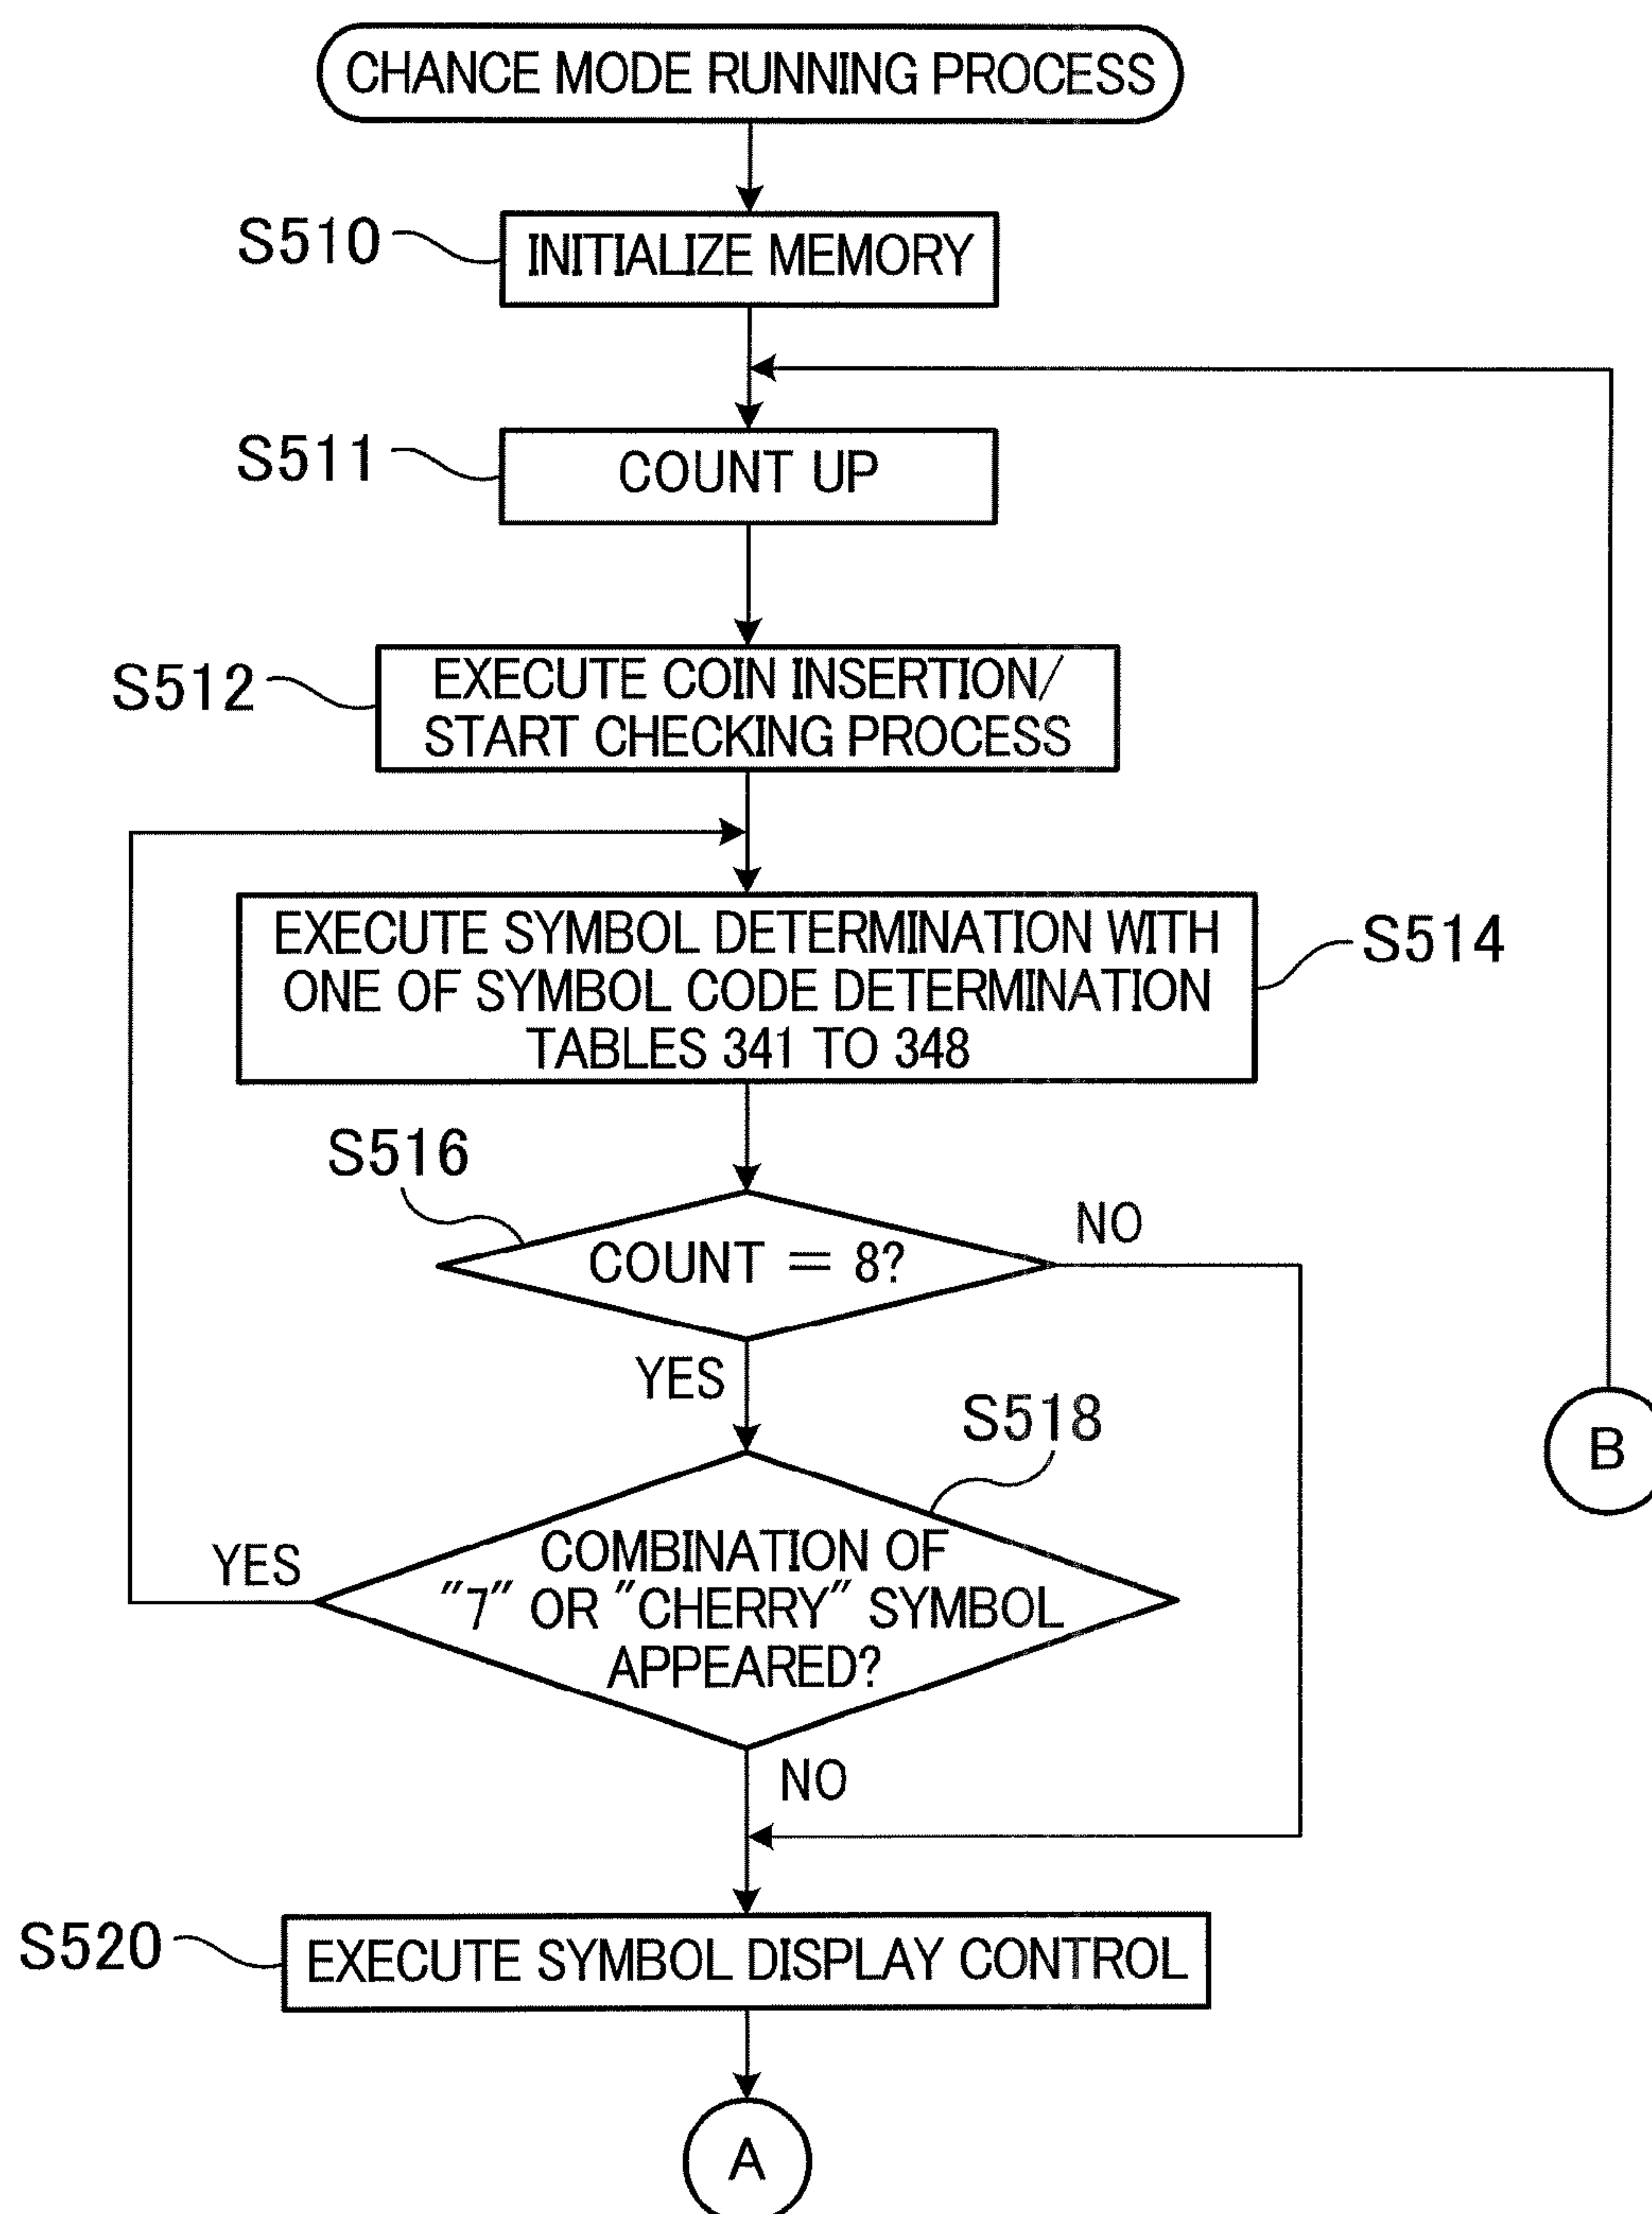 CHANCE MODE RUNNING PROCESS
S510
INITIALIZE MEMORY
S511
COUNT UP
S512
EXECUTE COIN INSERTION/
START CHECKING PROCESS
EXECUTE SYMBOL DETERMINATION WITH
ONE OF SYMBOL CODE DETERMINATION
TABLES 341 TO 348
S514
S516
COUNT = 8?
NO
YES
S518
B
COMBINATION OF
"7" OR "CHERRY" SYMBOL
APPEARED?
YES
NO
S520
EXECUTE SYMBOL DISPLAY CONTROL
A